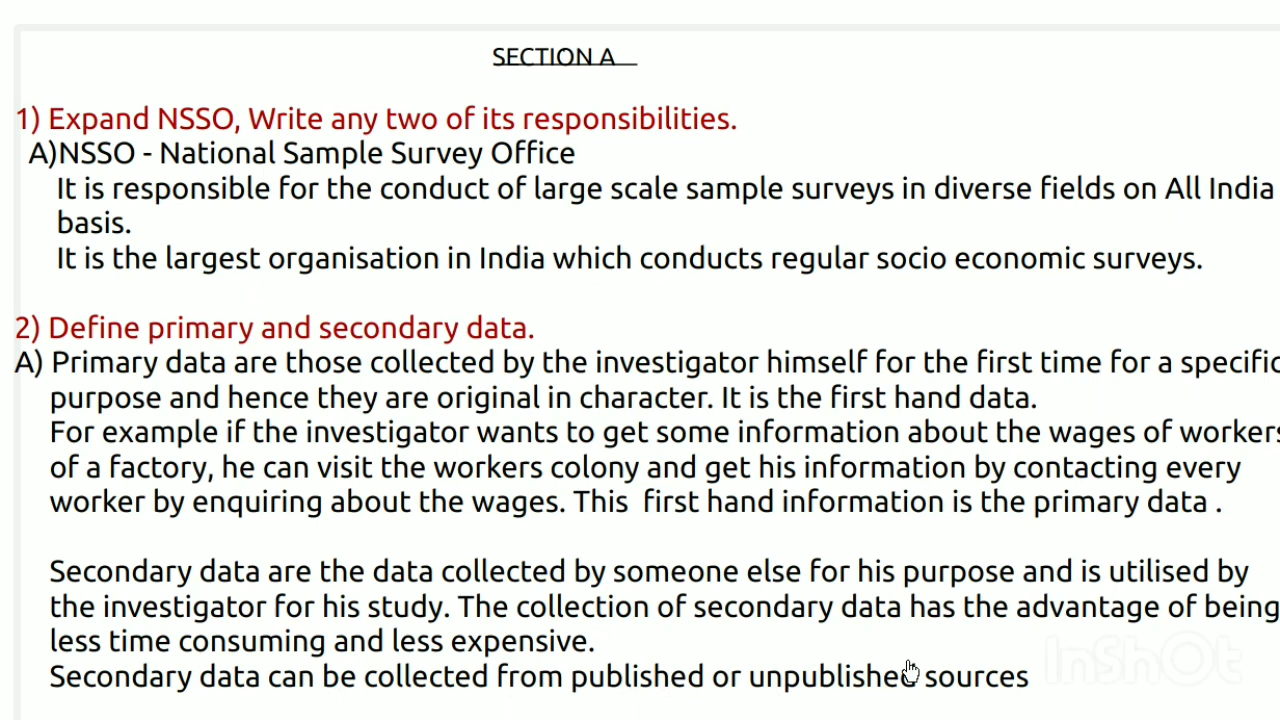 SECTION A
1) Expand NSSO, Write any two of its responsibilities.
A)NSSO - National Sample Survey Office
It is responsible for the conduct of large scale sample surveys in diverse fields on All India
basis.
It is the largest organisation in India which conducts regular socio economic surveys.
2) Define primary and secondary data.
A) Primary data are those collected by the investigator himself for the first time for a specific
purpose and hence they are original in character. It is the first hand data.
For example if the investigator wants to get some information about the wages of workers
of a factory, he can visit the workers colony and get his information by contacting every
worker by enquiring about the wages. This first hand information is the primary data .
Secondary data are the data collected by someone else for his purpose and is utilised by
the investigator for his study. The collection of secondary data has the advantage of being
less time consuming and less expensive.
Secondary data can be collected from published or unpublished sources
InShOt